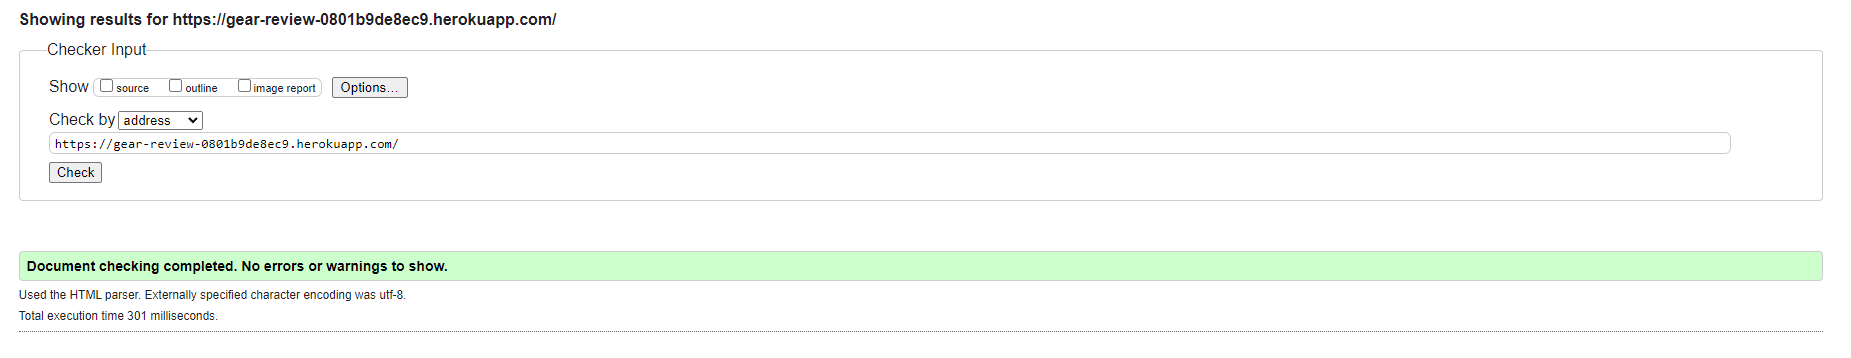 Showing results for https://gear-review-0801b9de8ec9.herokuapp.com/
Checker Input
Show source outline image report Options...
Check by address
https://gear-review-0801b9de8ec9.herokuapp.com/
Check
Document checking completed. No errors or warnings to show.
Used the HTML parser. Externally specified character encoding was utf-8.
Total execution time 301 milliseconds.